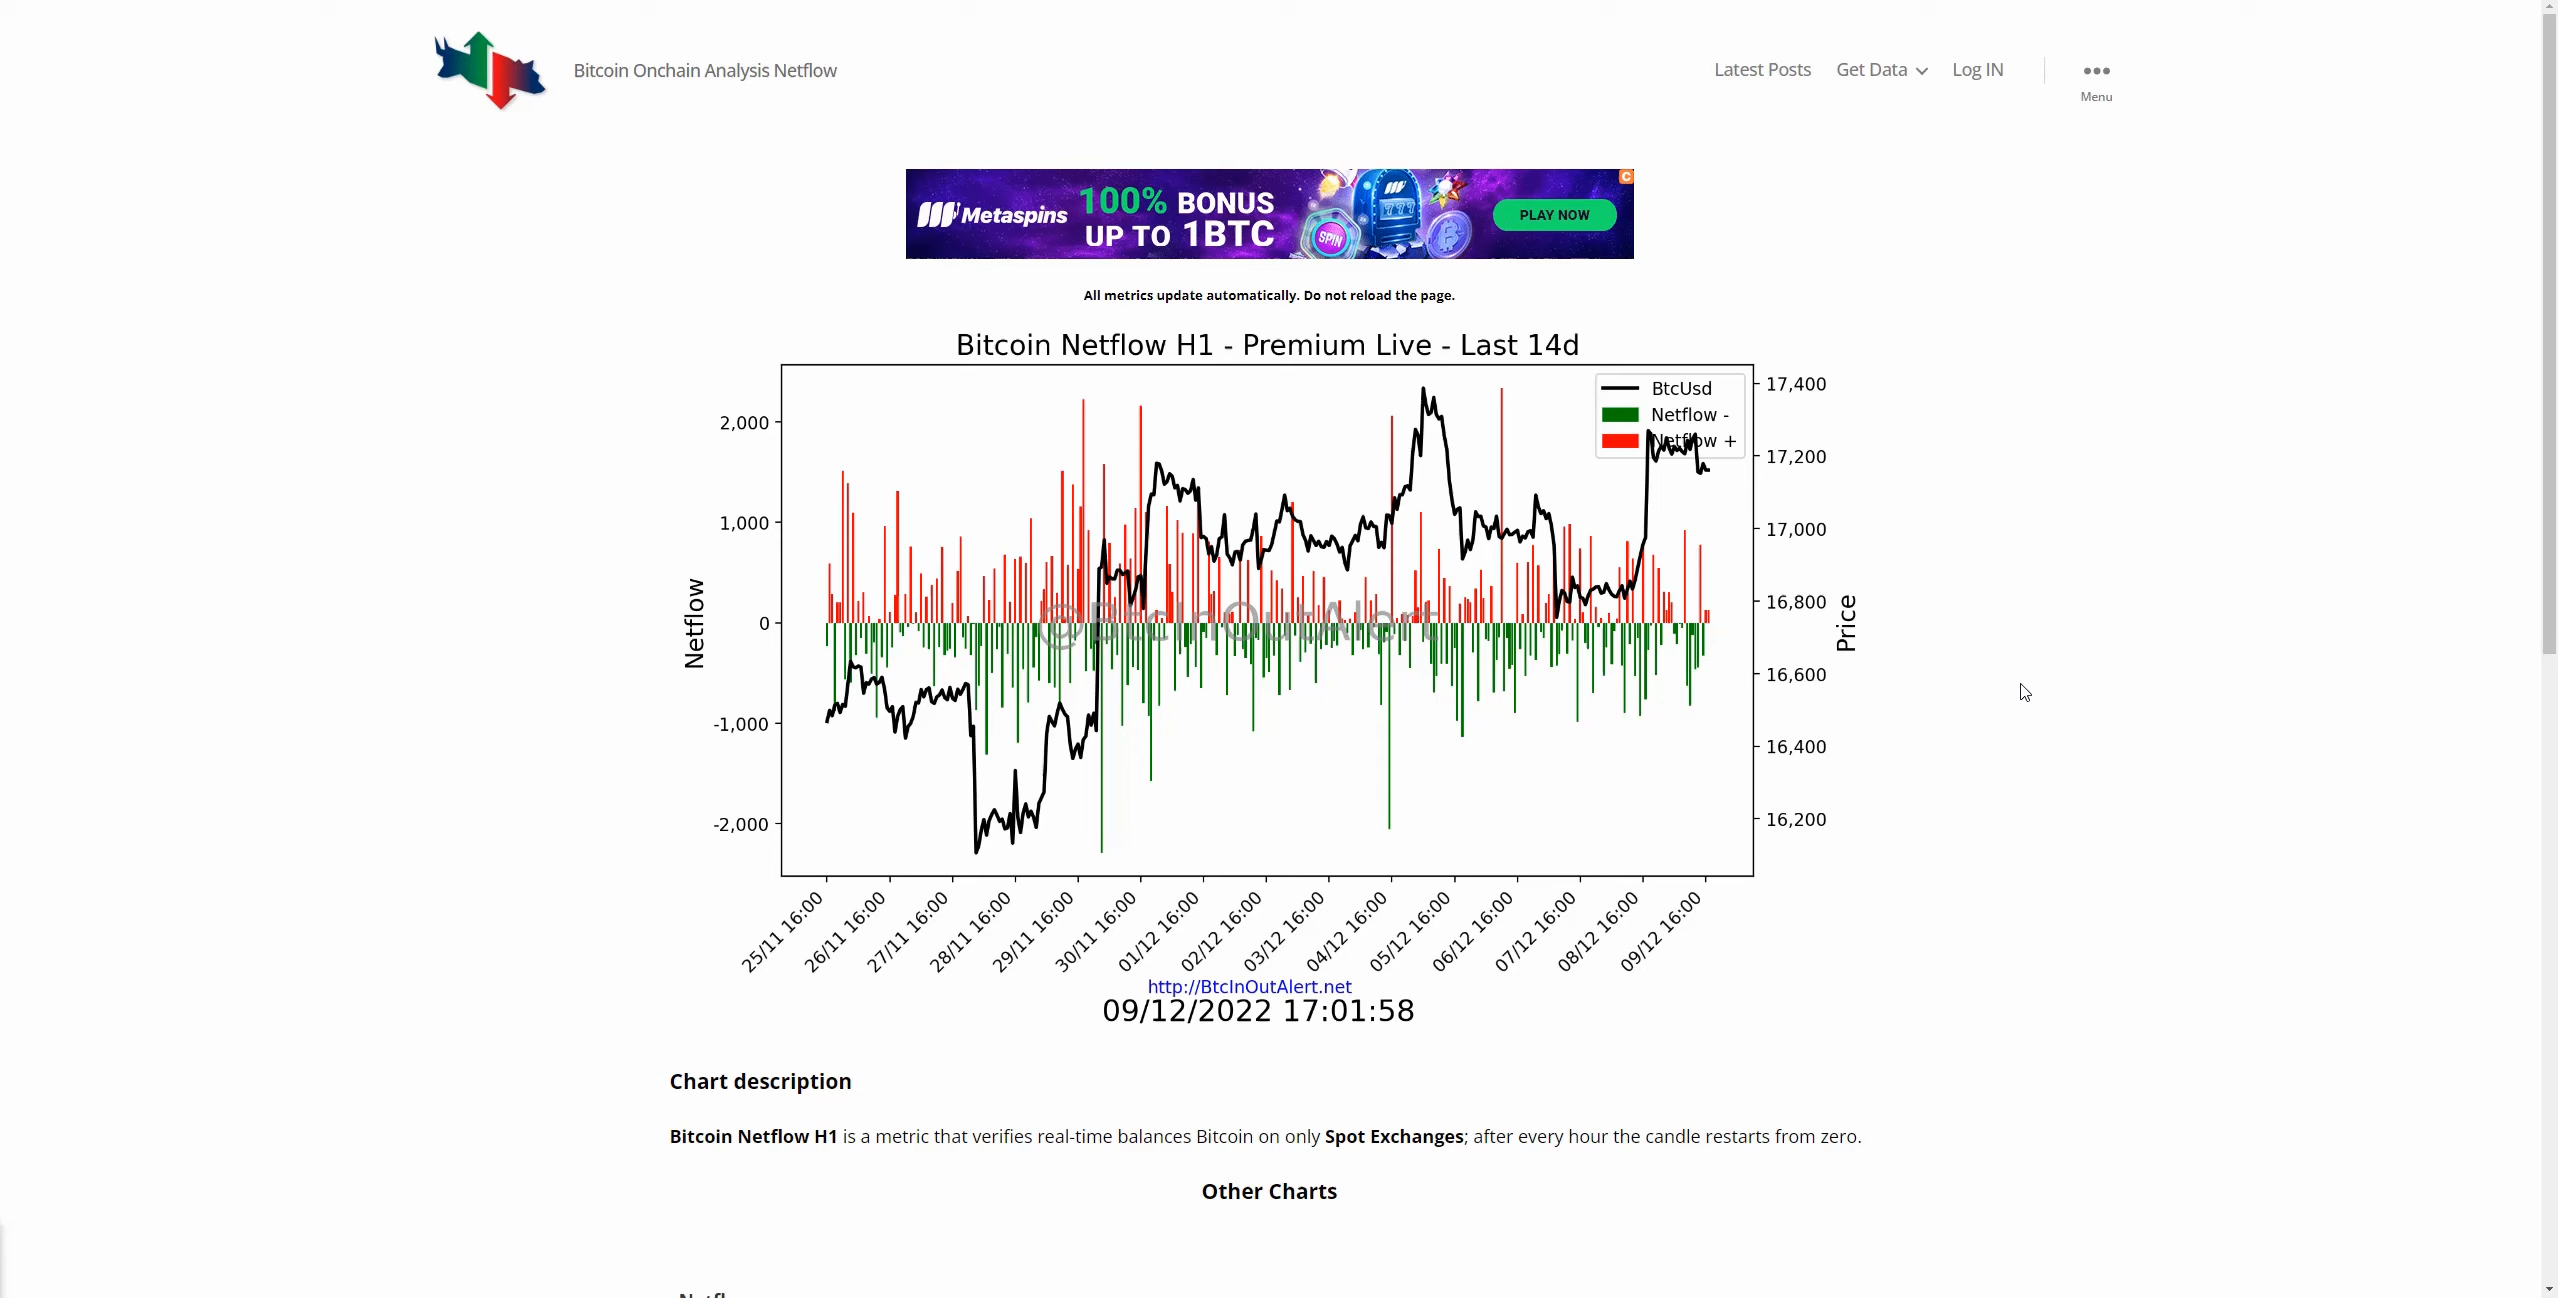 Bitcoin Onchain Analysis Netflow
Latest Posts
Get Data
Log IN
Menu
Metaspins
100% BONUS
UP TO 1BTC
777
SPIN
PLAY NOW
All metrics update automatically. Do not reload the page.
Bitcoin Netflow H1 - Premium Live - Last 14d
BtcUsd
Netflow -
Netflow +
2,000
1,000
0
-1,000
-2,000
Netflow
17,400
17,200
17,000
16,800
16,600
16,400
16,200
Price
@BtcInOutAlert
25/11 16:00
26/11 16:00
27/11 16:00
28/11 16:00
29/11 16:00
30/11 16:00
01/12 16:00
02/12 16:00
03/12 16:00
04/12 16:00
05/12 16:00
06/12 16:00
07/12 16:00
08/12 16:00
09/12 16:00
http://BtcInOutAlert.net
09/12/2022 17:01:58
Chart description
Bitcoin Netflow H1 is a metric that verifies real-time balances Bitcoin on only Spot Exchanges; after every hour the candle restarts from zero.
Other Charts